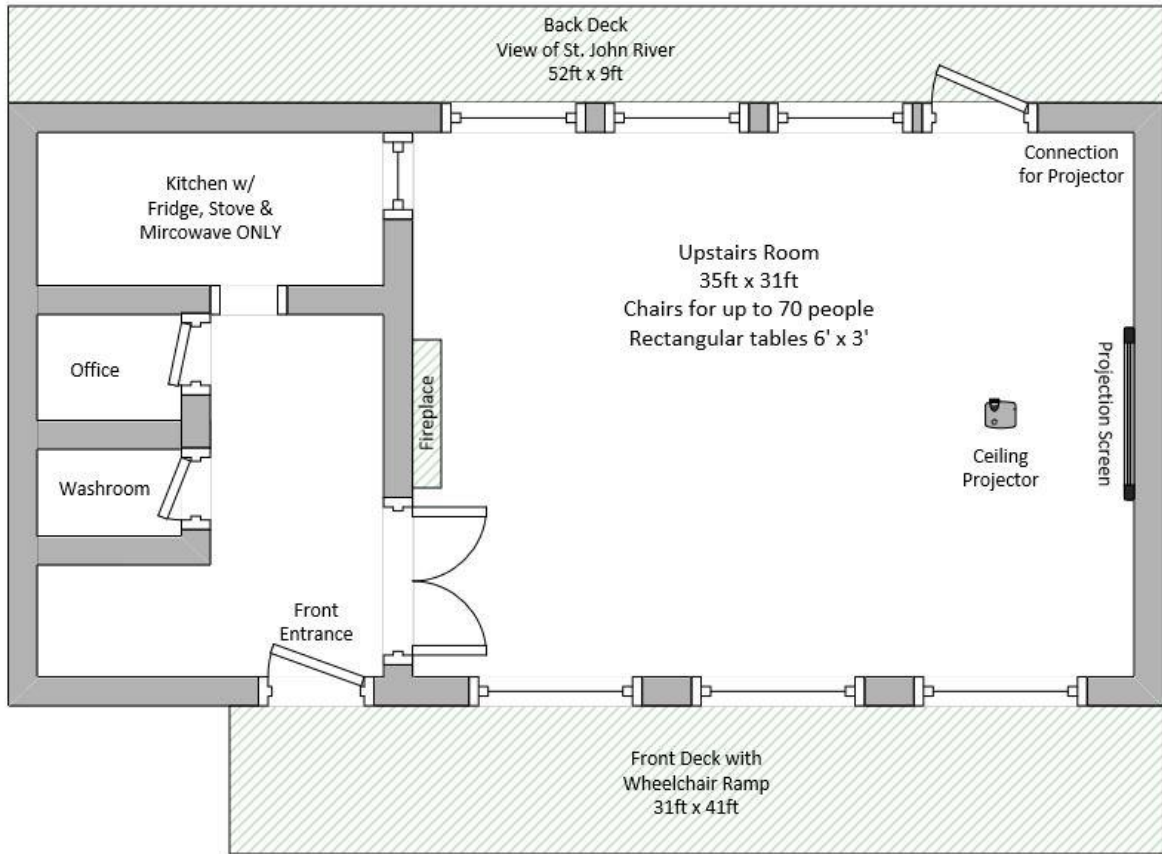 Back Deck
View of St. John River
52ft x 9ft
Connection
for Projector
Kitchen w/
Fridge, Stove &
Mircowave ONLY
Upstairs Room
35ft x 31ft
Chairs for up to 70 people
Rectangular tables 6' x 3'
Office
Fireplace
Projection Screen
Washroom
Ceiling
Projector
Front
Entrance
Front Deck with
Wheelchair Ramp
31ft x 41ft